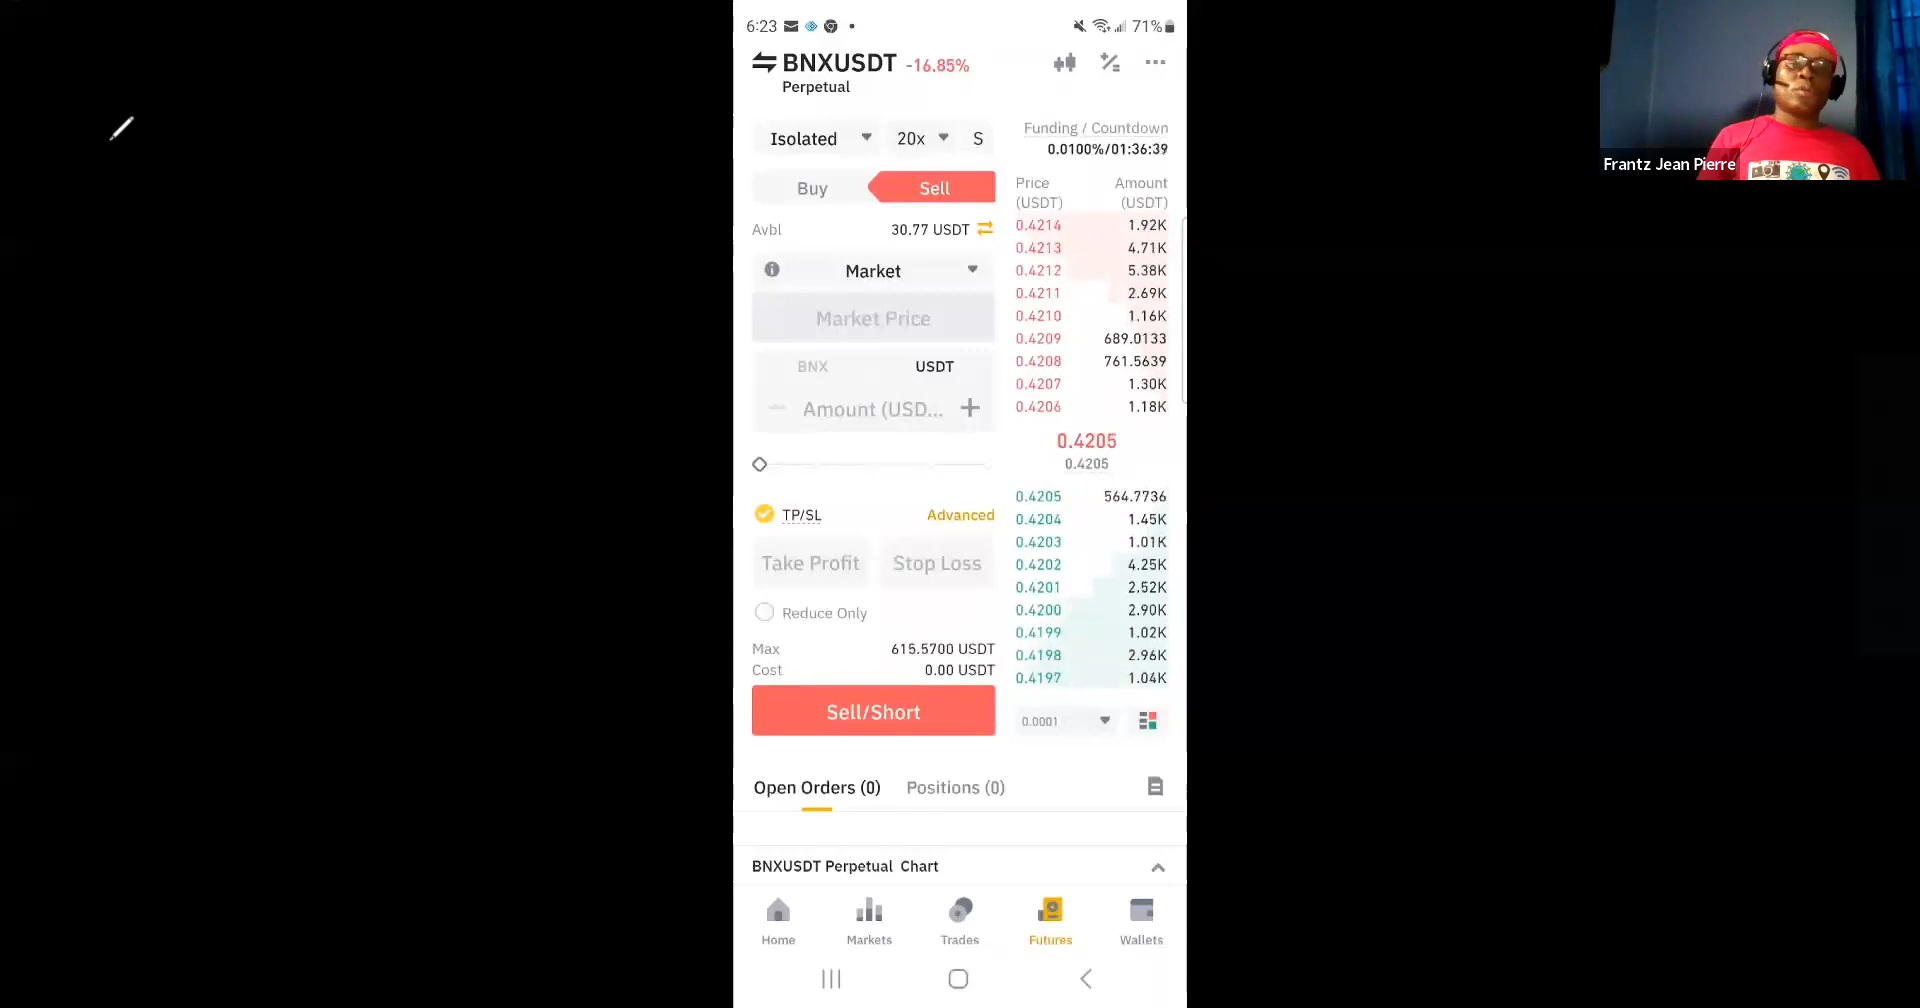 6:23
71%
BNXUSDT -16.85%
Perpetual
Isolated 20x S
Funding / Countdown
0.0100%/01:36:39
Buy Sell
Avbl 30.77 USDT
Market
Market Price
BNX USDT
Amount (USD...
TP/SL Advanced
Take Profit Stop Loss
Reduce Only
Max 615.5700 USDT
Cost 0.00 USDT
Sell/Short
Price Amount
(USDT) (USDT)
0.4214 1.92K
0.4213 4.71K
0.4212 5.38K
0.4211 2.69K
0.4210 1.16K
0.4209 689.0133
0.4208 761.5639
0.4207 1.30K
0.4206 1.18K
0.4205
0.4205
0.4205 564.7736
0.4204 1.45K
0.4203 1.01K
0.4202 4.25K
0.4201 2.52K
0.4200 2.90K
0.4199 1.02K
0.4198 2.96K
0.4197 1.04K
0.0001
Open Orders (0) Positions (0)
BNXUSDT Perpetual Chart
Home Markets Trades Futures Wallets
Frantz Jean Pierre